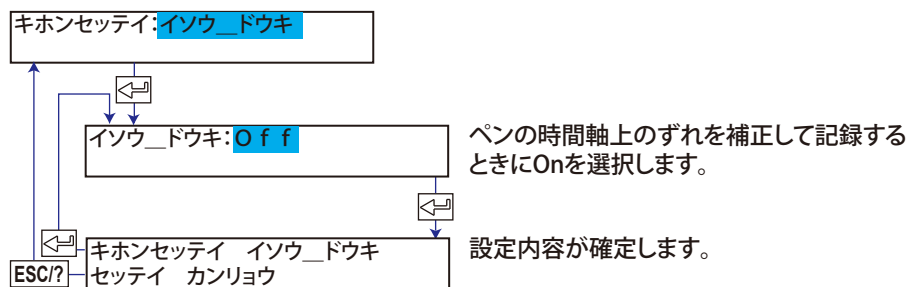 キホンセッテイ:イソウ__ドウキ
イソウ__ドウキ:Off
ペンの時間軸上のずれを補正して記録する
ときにOnを選択します。
キホンセッテイ イソウ__ドウキ
セッテイ カンリョウ
設定内容が確定します。
ESC/?